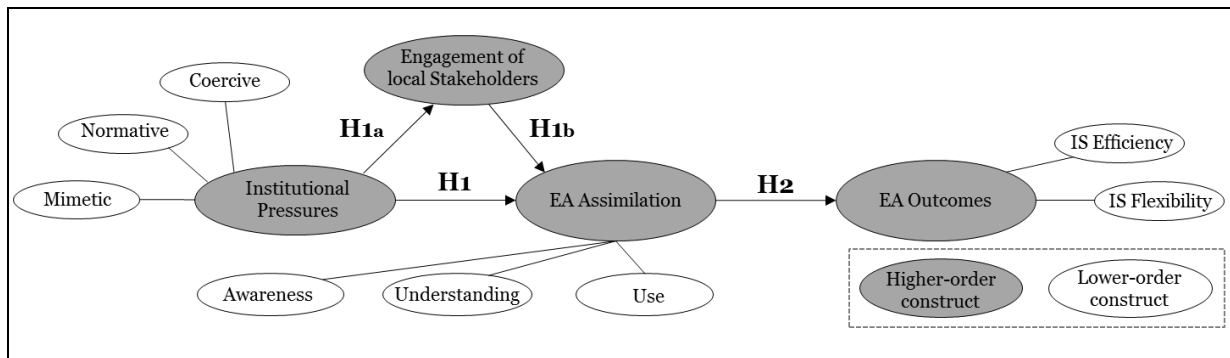 Engagement of
local Stakeholders
Coercive
Normative
Mimetic
H1a
H1b
Institutional
Pressures
H1
EA Assimilation
H2
EA Outcomes
IS Efficiency
IS Flexibility
Awareness
Understanding
Use
Higher-order
construct
Lower-order
construct